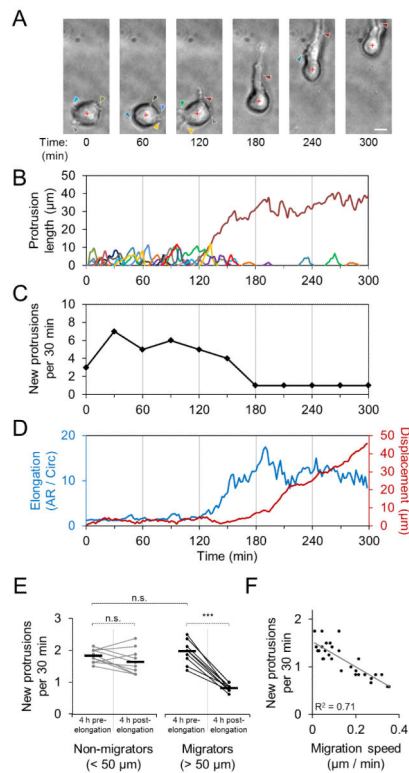 A
Time: 0 60 120 180 240 300
(min)
B
Protrusion
length (µm)
50
40
30
20
10
0
0 60 120 180 240 300
C
New protrusions
per 30 min
10
8
6
4
2
0
0 60 120 180 240 300
D
Elongation
(AR / Circ)
20
10
0
Displacement (µm)
50
40
30
20
10
0
0 60 120 180 240 300
Time (min)
E
New protrusions
per 30 min
3
2
1
0
n.s.
n.s.
***
4 h pre-
elongation
4 h post-
elongation
4 h pre-
elongation
4 h post-
elongation
Non-migrators
(< 50 µm)
Migrators
(> 50 µm)
F
New protrusions
per 30 min
2
1.5
1
0.5
0
R² = 0.71
0 0.2 0.4
Migration speed
(µm / min)